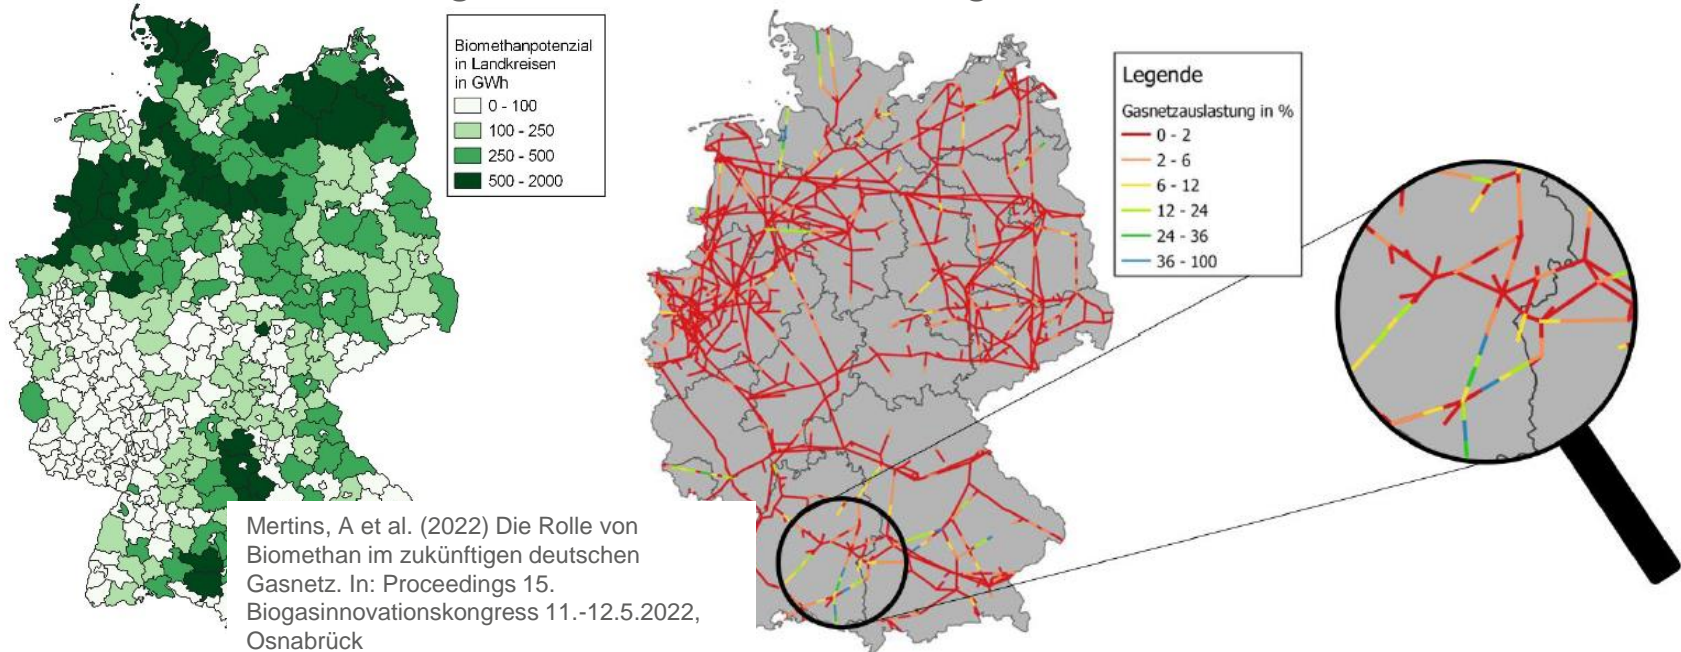 Biomethanpotenzial
in Landkreisen
in GWh
0 - 100
100 - 250
250 - 500
500 - 2000
Legende
Gasnetzauslastung in %
0 - 2
2 - 6
6 - 12
12 - 24
24 - 36
36 - 100
Mertins, A et al. (2022) Die Rolle von
Biomethan im zukünftigen deutschen
Gasnetz. In: Proceedings 15.
Biogasinnovationskongress 11.-12.5.2022,
Osnabrück